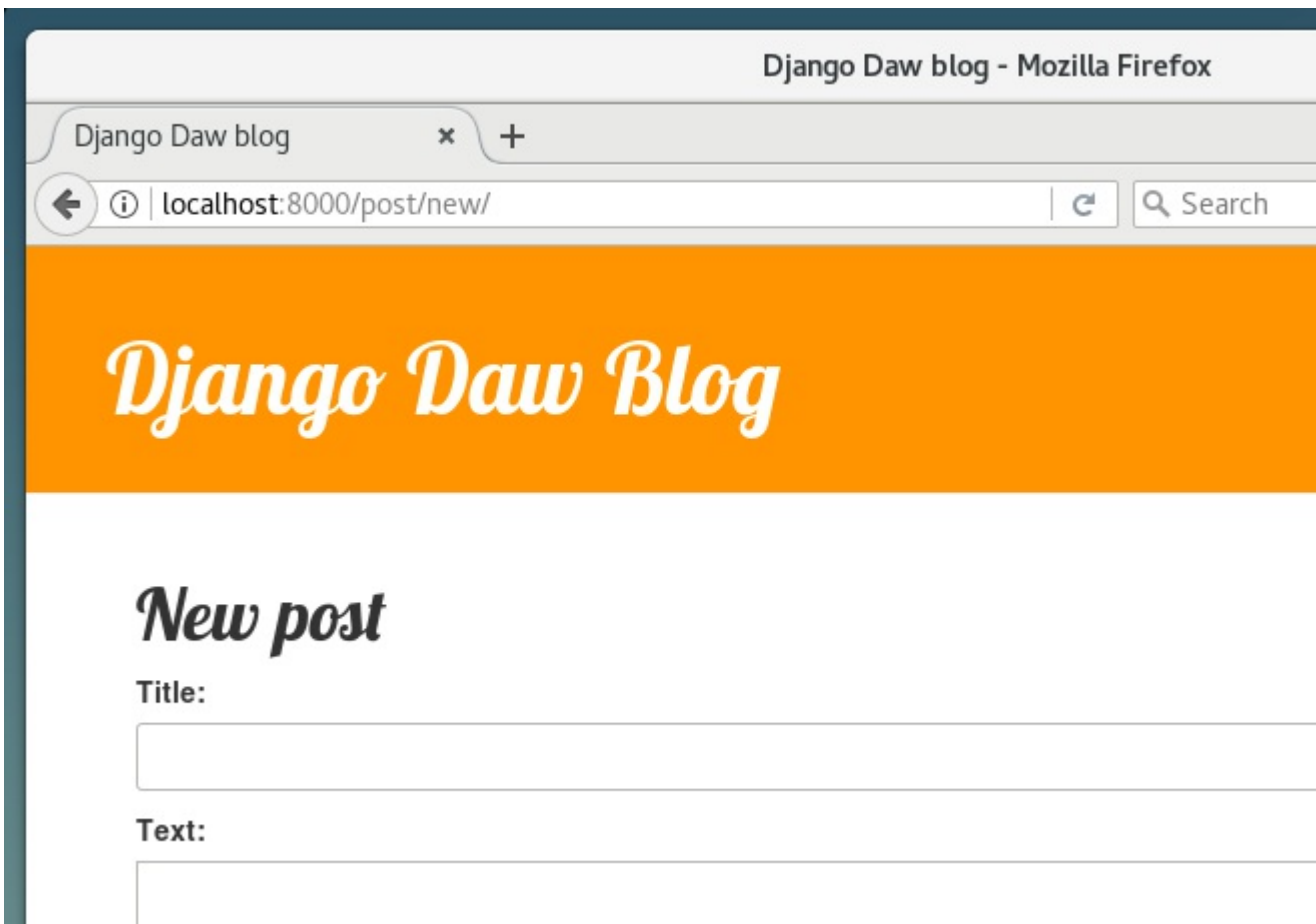 Django Daw blog - Mozilla Firefox
Django Daw blog
localhost:8000/post/new/
Search
Django Daw Blog
New post
Title:
Text: